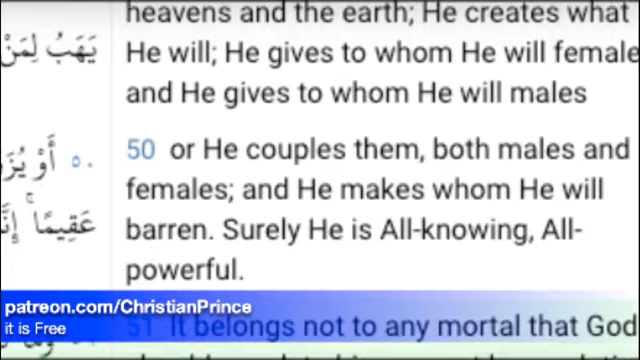 heavens and the earth; He creates what
يَهَبُ لِمَنْ
He will; He gives to whom He will female
and He gives to whom He will males
٥٠ أَوْ
50 or He couples them, both males and
females; and He makes whom He will
عَقِيمًا ۚ
barren. Surely He is All-knowing, All-
powerful.
patreon.com/ChristianPrince
it is Free
51 It belongs not to any mortal that God